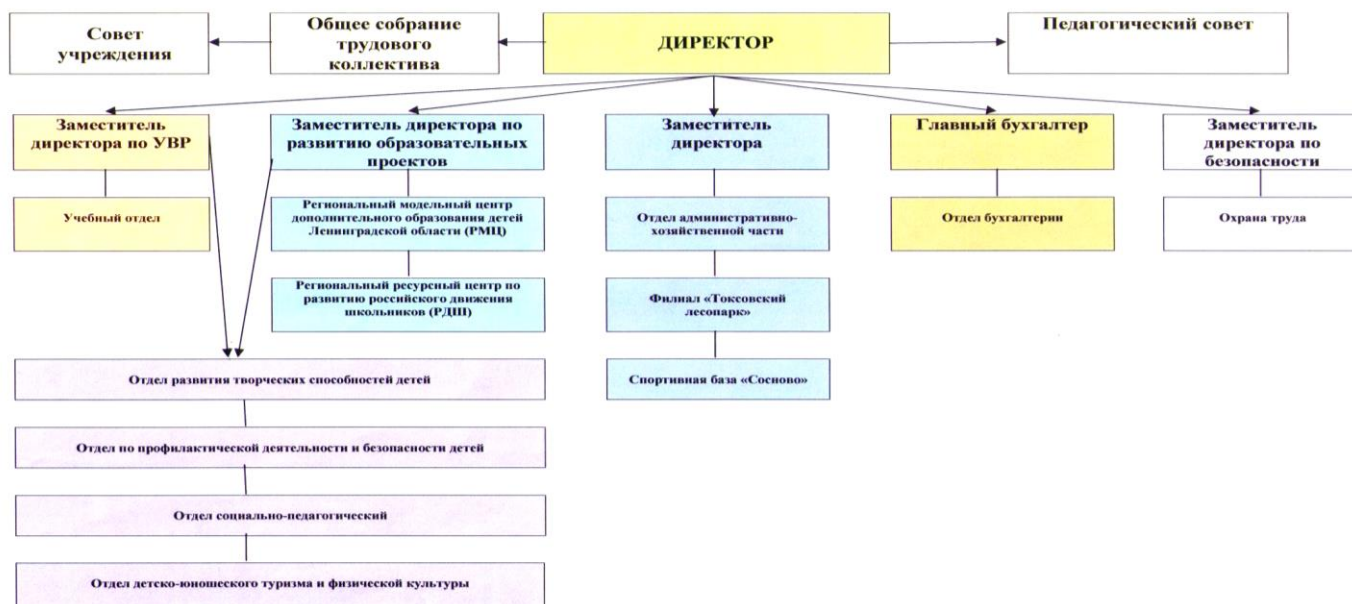 Совет
учреждения
Общее собрание
трудового
коллектива
ДИРЕКТОР
Педагогический совет
Заместитель
директора по УВР
Заместитель директора по
развитию образовательных
проектов
Заместитель
директора
Главный бухгалтер
Заместитель
директора по
безопасности
Учебный отдел
Региональный модельный центр
дополнительного образования детей
Ленинградской области (РМЦ)
Отдел административно-
хозяйственной части
Отдел бухгалтерии
Охрана труда
Региональный ресурсный центр по
развитию российского движения
школьников (РДШ)
Филиал «Токсовский
лесопарк»
Спортивная база «Сосново»
Отдел развития творческих способностей детей
Отдел по профилактической деятельности и безопасности детей
Отдел социально-педагогический
Отдел детско-юношеского туризма и физической культуры